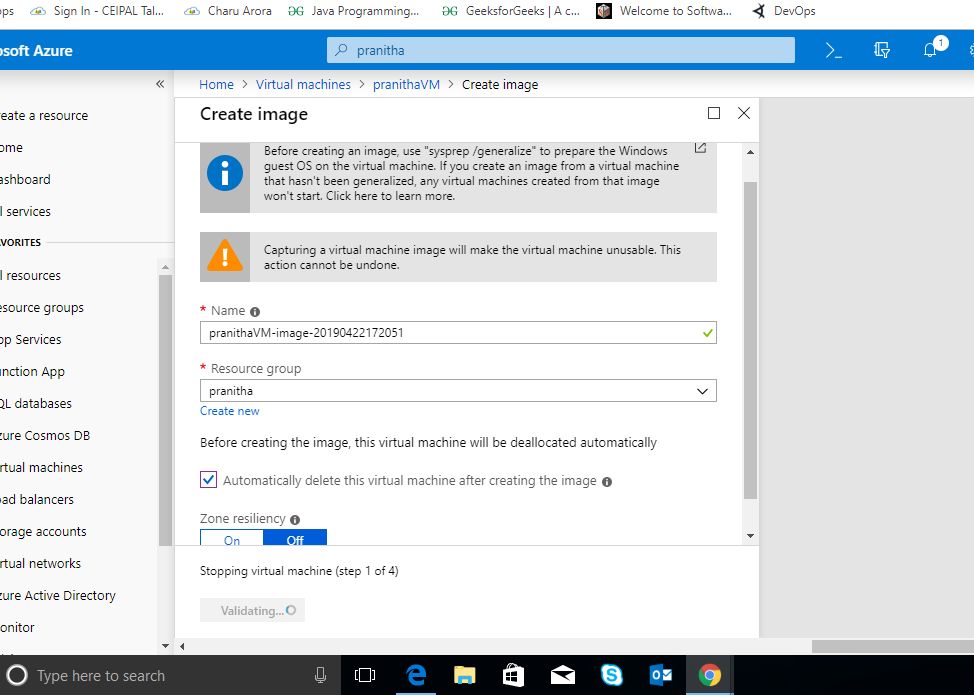 ps Sign In - CEIPAL Tal... Charu Arora Java Programming... GeeksforGeeks | A c... Welcome to Softwa... DevOps
osoft Azure
pranitha
1
Home > Virtual machines > pranithaVM > Create image
Create image
Before creating an image, use "sysprep /generalize" to prepare the Windows
guest OS on the virtual machine. If you create an image from a virtual machine
that hasn't been generalized, any virtual machines created from that image
won't start. Click here to learn more.
Capturing a virtual machine image will make the virtual machine unusable. This
action cannot be undone.
* Name
pranithaVM-image-20190422172051
* Resource group
pranitha
Create new
Before creating the image, this virtual machine will be deallocated automatically
Automatically delete this virtual machine after creating the image
Zone resiliency
On Off
Stopping virtual machine (step 1 of 4)
Validating...
eate a resource
ome
ashboard
l services
VORITES
l resources
esource groups
pp Services
unction App
QL databases
zure Cosmos DB
rtual machines
oad balancers
orage accounts
rtual networks
zure Active Directory
onitor
Type here to search